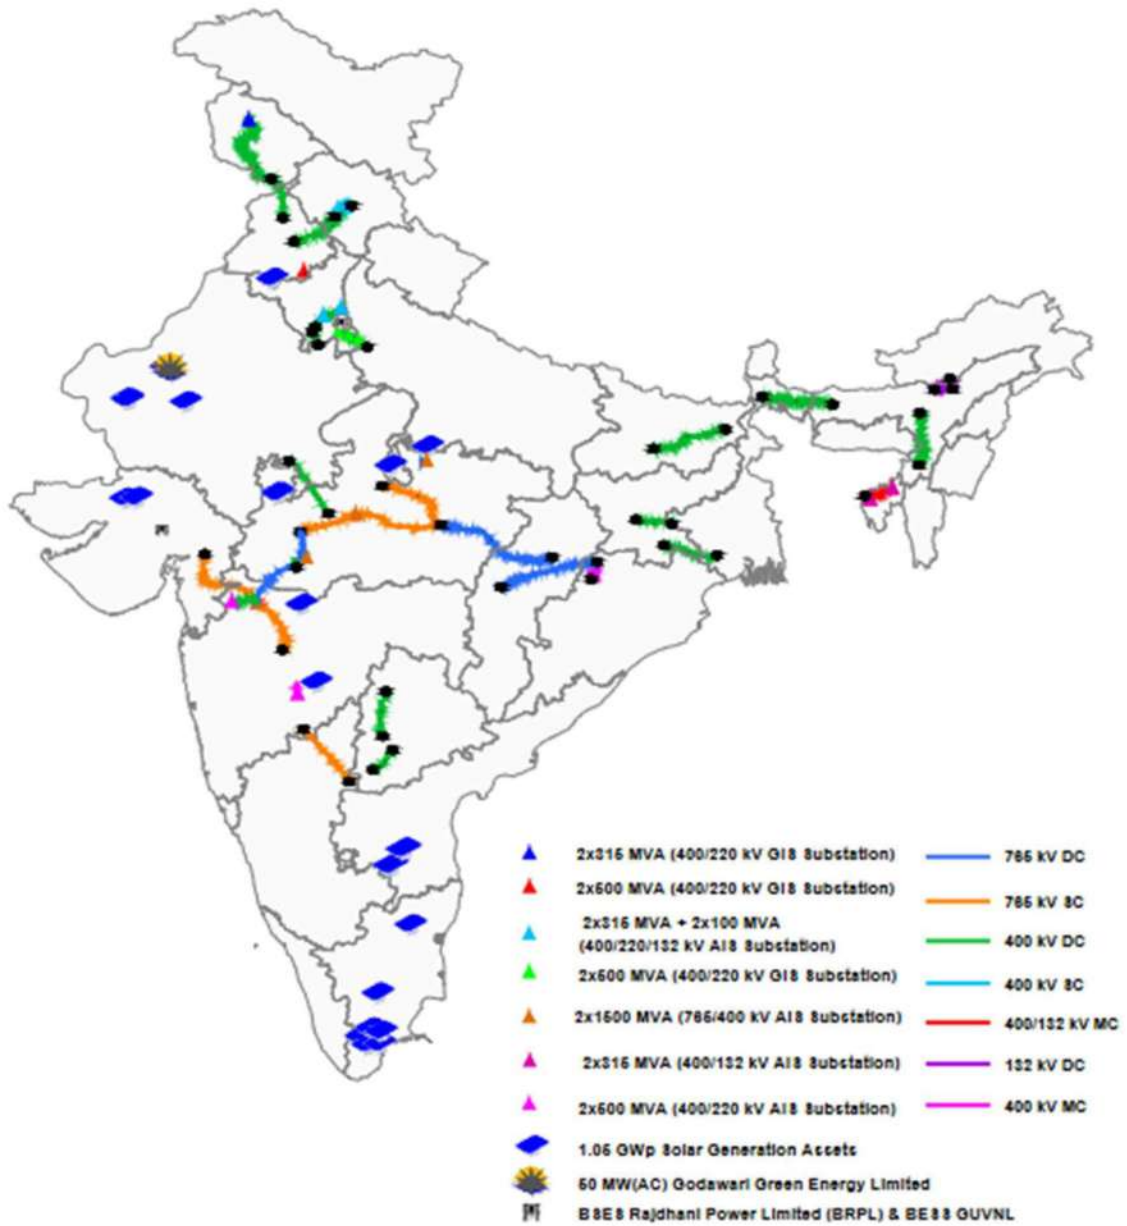 2x315 MVA (400/220 kV GIS Substation)
2x500 MVA (400/220 kV GIS Substation)
2x315 MVA + 2x100 MVA
(400/220/132 kV AIS Substation)
2x500 MVA (400/220 kV GIS Substation)
2x1500 MVA (765/400 kV AIS Substation)
2x315 MVA (400/132 kV AIS Substation)
2x500 MVA (400/220 kV AIS Substation)
1.05 GWp Solar Generation Assets
50 MW(AC) Godawari Green Energy Limited
BSES Rajdhani Power Limited (BRPL) & BESS GUVNL
765 kV DC
765 kV SC
400 kV DC
400 kV SC
400/132 kV MC
132 kV DC
400 kV MC